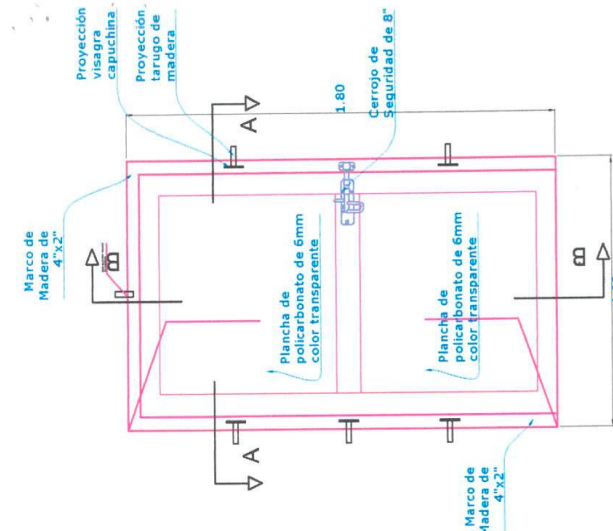 Proyección
visagra
capuchina
Proyección
tarugo de
madera
Marco de
Madera de
4"x2"
B
A
1.80
Cerrojo de
Seguridad de 8"
Plancha de
policarbonato de 6mm
color transparente
Plancha de
policarbonato de 6mm
color transparente
A
B
Marco de
Madera de
4"x2"